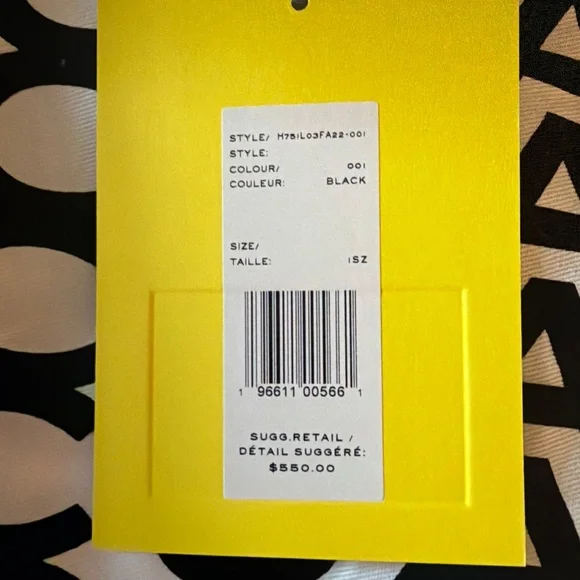 STYLE/ H751L03FA22-001
STYLE:
COLOUR/ 001
COULEUR: BLACK
SIZE/
TAILLE: 1SZ
1 96611 00566 1
SUGG.RETAIL /
DÉTAIL SUGGÉRÉ:
$550.00